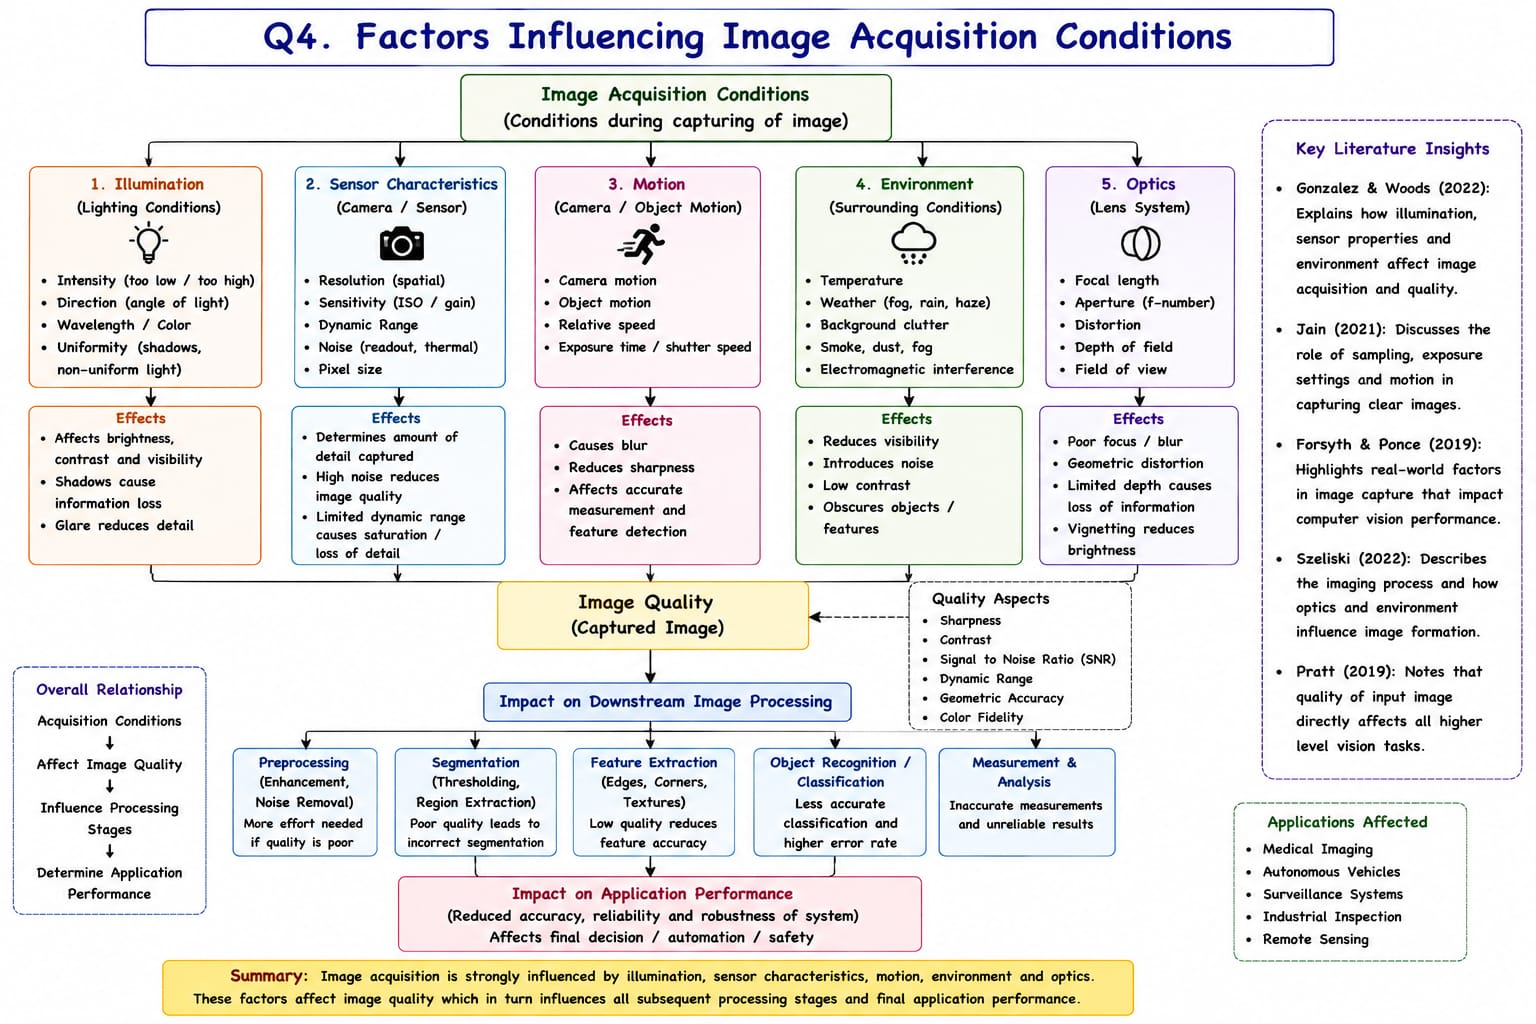 Q4. Factors Influencing Image Acquisition Conditions
Image Acquisition Conditions
(Conditions during capturing of image)
1. Illumination
(Lighting Conditions)
• Intensity (too low / too high)
• Direction (angle of light)
• Wavelength / Color
• Uniformity (shadows,
non-uniform light)
2. Sensor Characteristics
(Camera / Sensor)
• Resolution (spatial)
• Sensitivity (ISO / gain)
• Dynamic Range
• Noise (readout, thermal)
• Pixel size
3. Motion
(Camera / Object Motion)
• Camera motion
• Object motion
• Relative speed
• Exposure time / shutter speed
4. Environment
(Surrounding Conditions)
• Temperature
• Weather (fog, rain, haze)
• Background clutter
• Smoke, dust, fog
• Electromagnetic interference
5. Optics
(Lens System)
• Focal length
• Aperture (f-number)
• Distortion
• Depth of field
• Field of view
Effects
• Affects brightness,
contrast and visibility
• Shadows cause
information loss
• Glare reduces detail
Effects
• Determines amount of
detail captured
• High noise reduces
image quality
• Limited dynamic range
causes saturation /
loss of detail
Effects
• Causes blur
• Reduces sharpness
• Affects accurate
measurement and
feature detection
Effects
• Reduces visibility
• Introduces noise
• Low contrast
• Obscures objects /
features
Effects
• Poor focus / blur
• Geometric distortion
• Limited depth causes
loss of information
• Vignetting reduces
brightness
Key Literature Insights
• Gonzalez & Woods (2022):
Explains how illumination,
sensor properties and
environment affect image
acquisition and quality.
• Jain (2021): Discusses the
role of sampling, exposure
settings and motion in
capturing clear images.
• Forsyth & Ponce (2019):
Highlights real-world factors
in image capture that impact
computer vision performance.
• Szeliski (2022): Describes
the imaging process and how
optics and environment
influence image formation.
• Pratt (2019): Notes that
quality of input image
directly affects all higher
level vision tasks.
Image Quality
(Captured Image)
Quality Aspects
• Sharpness
• Contrast
• Signal to Noise Ratio (SNR)
• Dynamic Range
• Geometric Accuracy
• Color Fidelity
Overall Relationship
Acquisition Conditions
Affect Image Quality
Influence Processing
Stages
Determine Application
Performance
Impact on Downstream Image Processing
Preprocessing
(Enhancement,
Noise Removal)
More effort needed
if quality is poor
Segmentation
(Thresholding,
Region Extraction)
Poor quality leads to
incorrect segmentation
Feature Extraction
(Edges, Corners,
Textures)
Low quality reduces
feature accuracy
Object Recognition /
Classification
Less accurate
classification and
higher error rate
Measurement &
Analysis
Inaccurate measurements
and unreliable results
Applications Affected
• Medical Imaging
• Autonomous Vehicles
• Surveillance Systems
• Industrial Inspection
• Remote Sensing
Impact on Application Performance
(Reduced accuracy, reliability and robustness of system)
Affects final decision / automation / safety
Summary: Image acquisition is strongly influenced by illumination, sensor characteristics, motion, environment and optics.
These factors affect image quality which in turn influences all subsequent processing stages and final application performance.